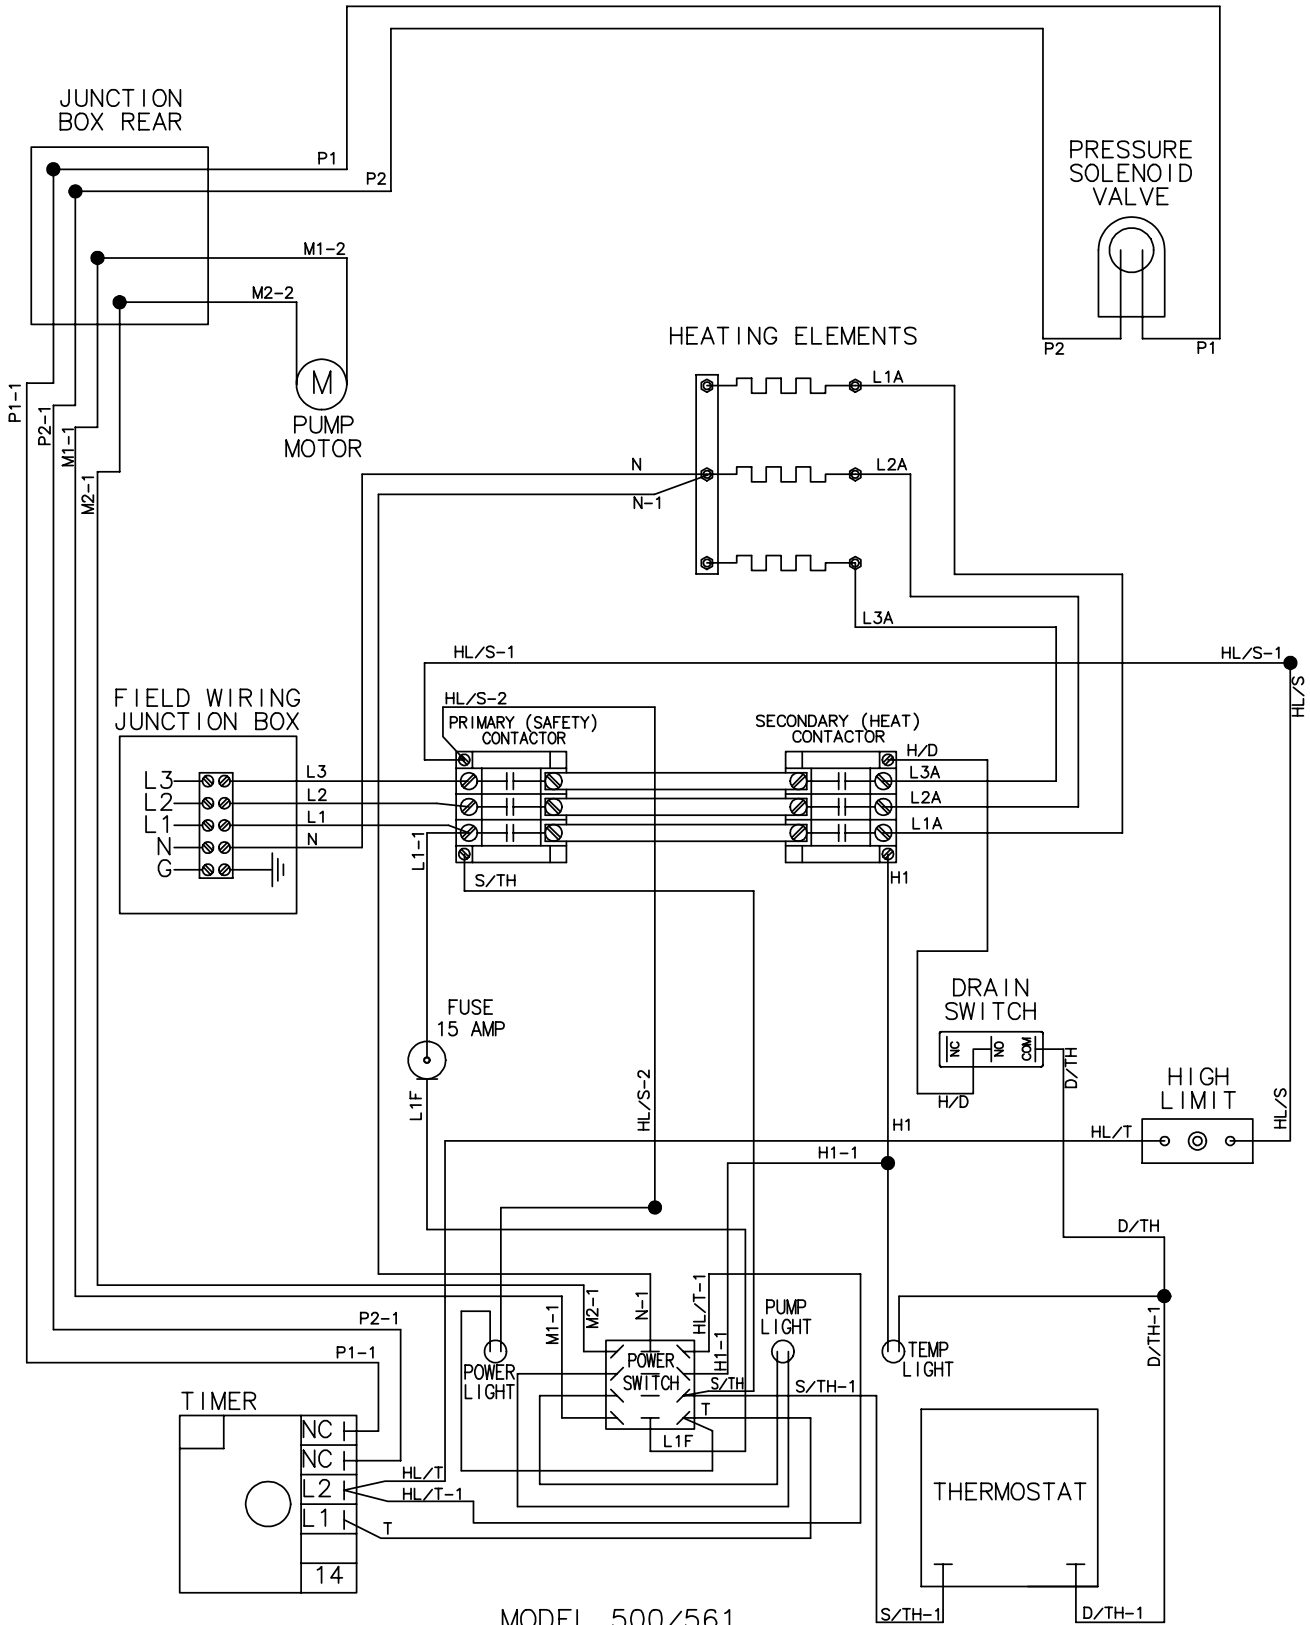 JUNCTION
BOX REAR
P1
P2
M1-2
M2-2
M
PUMP
MOTOR
PRESSURE
SOLENOID
VALVE
P2
P1
P1-1
P2-1
M1-1
M2-1
HEATING ELEMENTS
L1A
N
L2A
N-1
L3A
HL/S-1
HL/S-1
HL/S
HL/S-2
FIELD WIRING
JUNCTION BOX
PRIMARY (SAFETY)
CONTACTOR
SECONDARY (HEAT)
CONTACTOR
H/D
L3
L3
L3A
L2
L2
L2A
L1
L1
L1A
N
N
G
L1-1
S/TH
H1
FUSE
15 AMP
DRAIN
SWITCH
NC
NO
COM
D/TH
L1F
HL/S-2
H/D
HIGH
LIMIT
HL/S
H1
HL/T
H1-1
D/TH
M1-1
M2-1
N-1
HL/T-1
H1-1
PUMP
LIGHT
D/TH-1
P2-1
P1-1
POWER
LIGHT
POWER
SWITCH
TEMP
LIGHT
S/TH
S/TH-1
T
L1F
TIMER
NC
NC
L2
L1
14
HL/T
HL/T-1
T
THERMOSTAT
S/TH-1
D/TH-1
MODEL 500/561